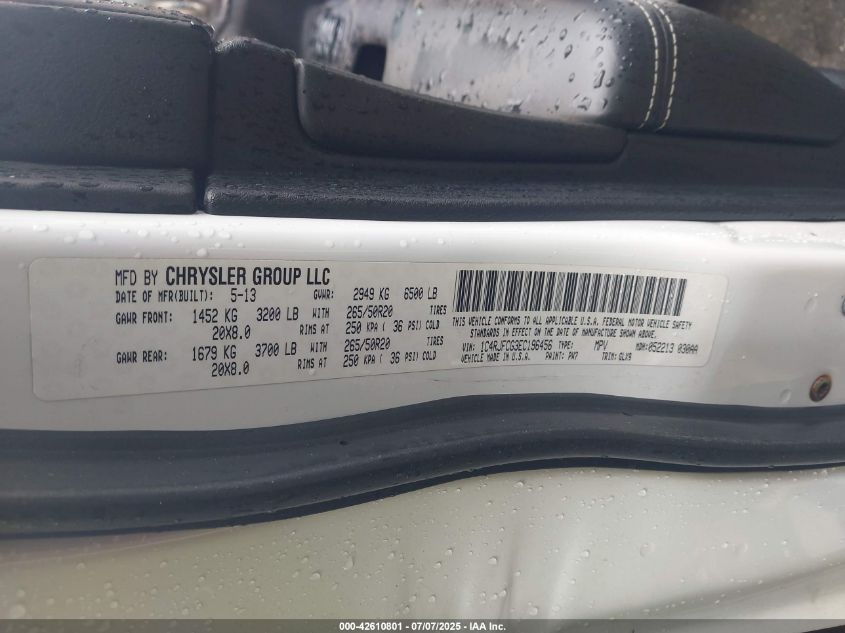 MFD BY CHRYSLER GROUP LLC
DATE OF MFR(BUILT): 5-13 GVWR: 2949 KG 6500 LB
GAWR FRONT: 1452 KG 3200 LB WITH 265/50R20 TIRES
20X8.0 RIMS AT 250 KPA ( 36 PSI) COLD
GAWR REAR: 1679 KG 3700 LB WITH 265/50R20 TIRES
20X8.0 RIMS AT 250 KPA ( 36 PSI) COLD
THIS VEHICLE CONFORMS TO ALL APPLICABLE U.S.A. FEDERAL MOTOR VEHICLE SAFETY
STANDARDS IN EFFECT ON THE DATE OF MANUFACTURE SHOWN ABOVE.
VIN: 1C4RJFCG3EC196456 TYPE: MPV MDH: 052213 030AA
VEHICLE MADE IN U.S.A. PAINT: PW7 TRIM: GLX9
000-42610801 - 07/07/2025 - IAA Inc.